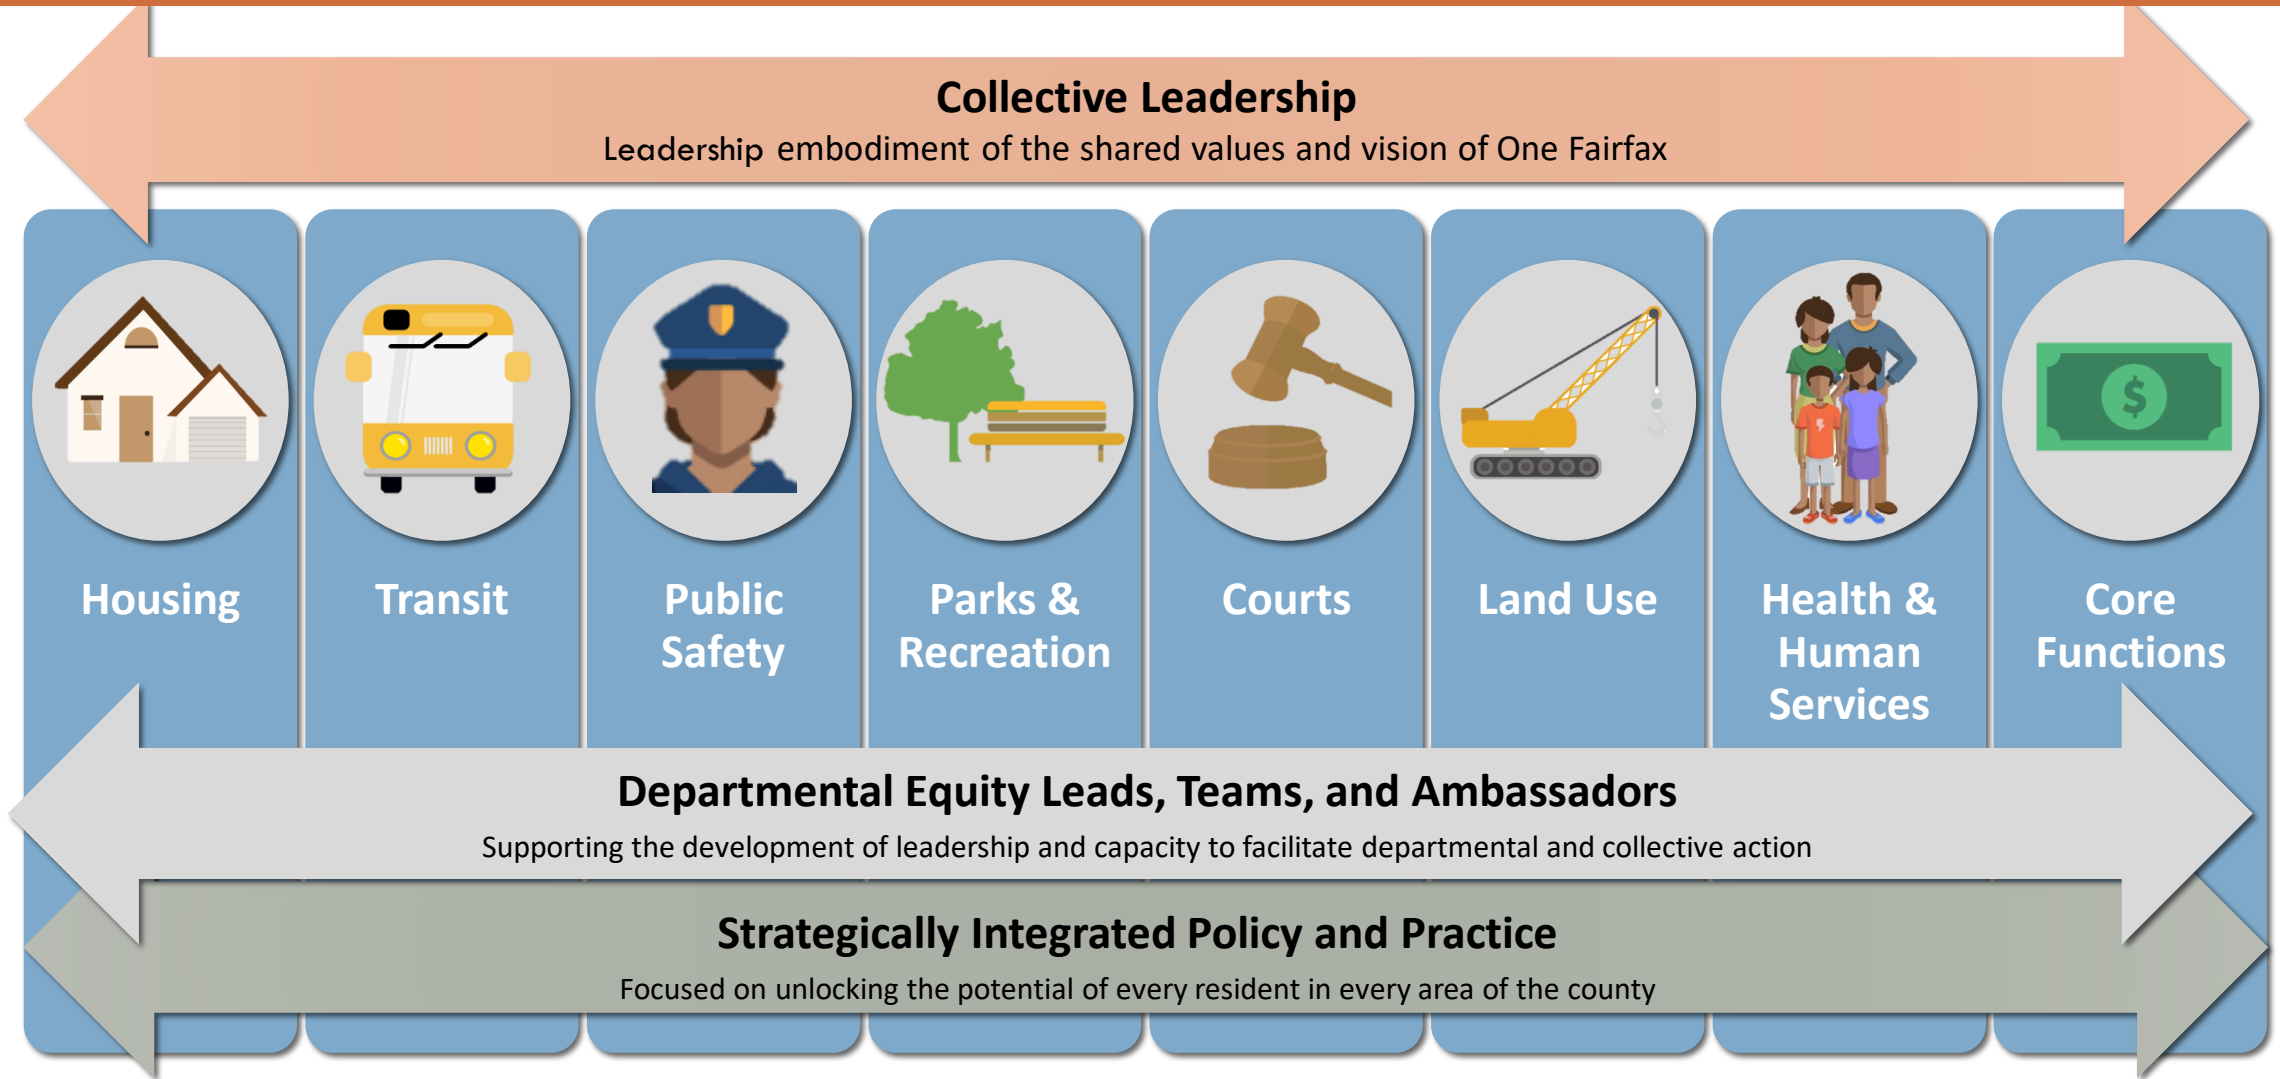 Collective Leadership
Leadership embodiment of the shared values and vision of One Fairfax
Housing
Transit
Public
Safety
Parks &
Recreation
Courts
Land Use
Health &
Human
Services
Core
Functions
$
Departmental Equity Leads, Teams, and Ambassadors
Supporting the development of leadership and capacity to facilitate departmental and collective action
Strategically Integrated Policy and Practice
Focused on unlocking the potential of every resident in every area of the county